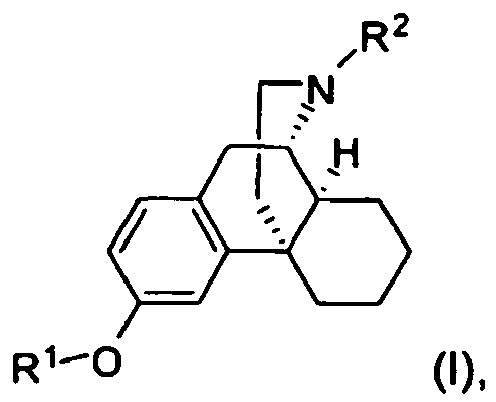 R²
N
H
R¹
O
(I),